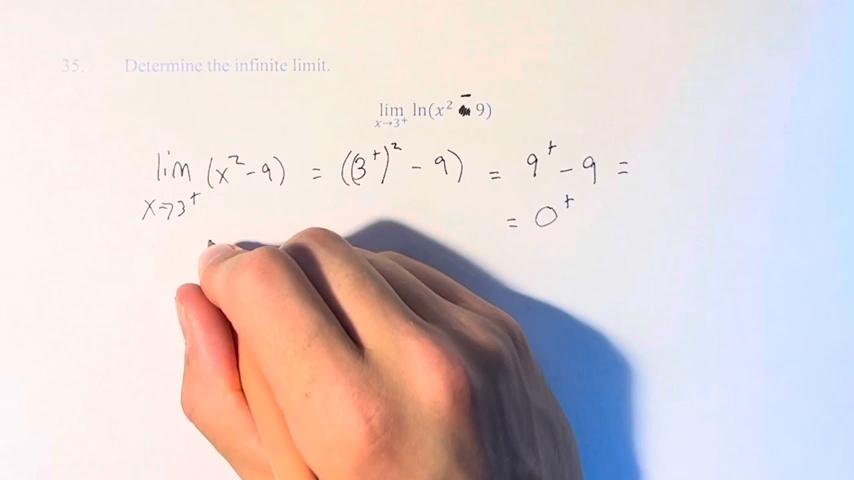 35. Determine the infinite limit.
lim x→3⁺ ln(x² - 9)
lim x→3⁺ (x² - 9) = ((3⁺)² - 9) = 9⁺ - 9 =
= 0⁺